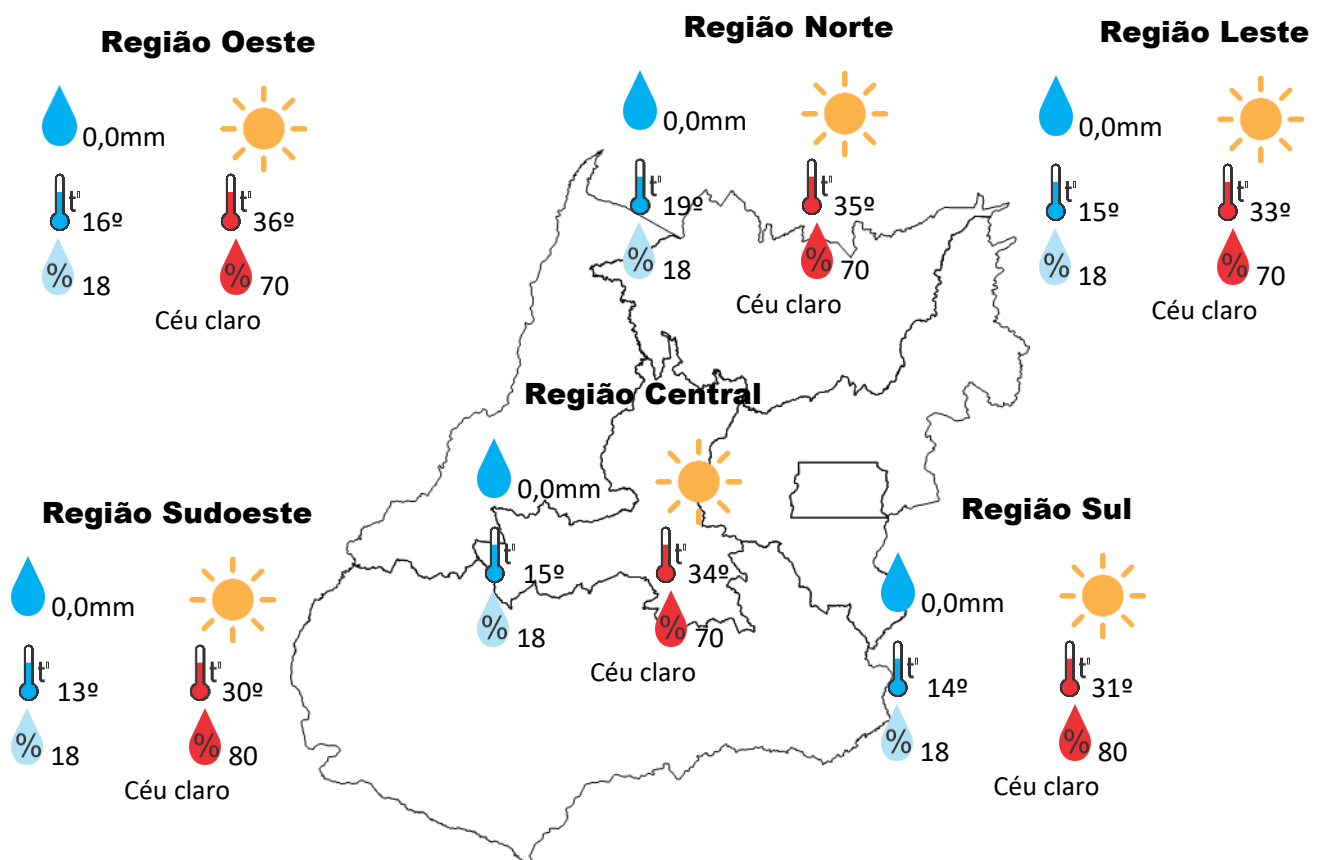 Região Oeste
0,0mm
t°
16º
t°
36º
%
18
%
70
Céu claro
Região Norte
0,0mm
t°
19º
t°
35º
%
18
%
70
Céu claro
Região Leste
0,0mm
t°
15º
t°
33º
%
18
%
70
Céu claro
Região Central
0,0mm
t°
15º
t°
34º
%
18
%
70
Céu claro
Região Sudoeste
0,0mm
t°
13º
t°
30º
%
18
%
80
Céu claro
Região Sul
0,0mm
t°
14º
t°
31º
%
18
%
80
Céu claro